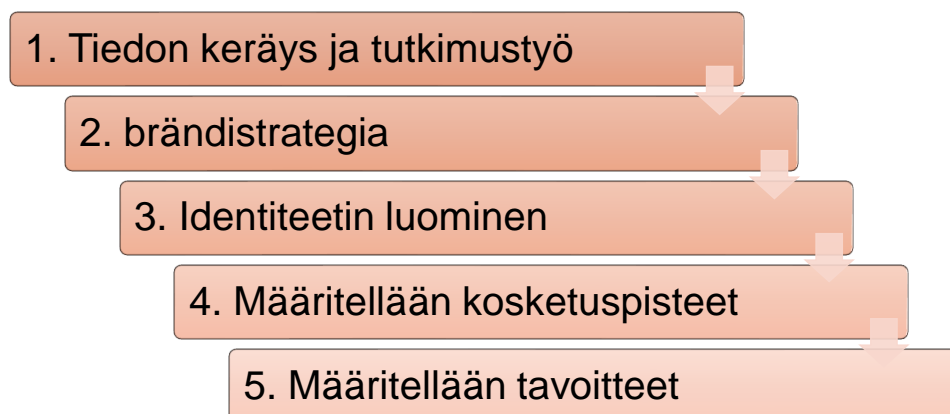 1. Tiedon keräys ja tutkimustyö
2. brändistrategia
3. Identiteetin luominen
4. Määritellään kosketuspisteet
5. Määritellään tavoitteet